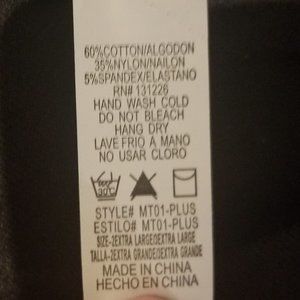 60%COTTON/ALGODON
35%NYLON/NAILON
5%SPANDEX/ELASTANO
RN# 131226
HAND WASH COLD
DO NOT BLEACH
HANG DRY
LAVE FRIO A MANO
NO USAR CLORO
30°C
STYLE# MT01-PLUS
ESTILO# MT01-PLUS
SIZE-2EXTRA LARGE/EXTRA LARGE
TALLA-2EXTRA GRANDE/EXTRA GRANDE
MADE IN CHINA
HECHO EN CHINA